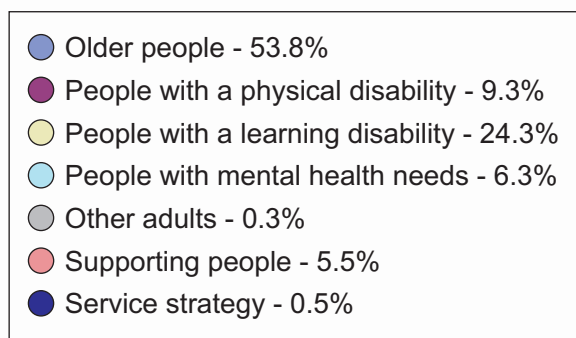 Older people - 53.8%
People with a physical disability - 9.3%
People with a learning disability - 24.3%
People with mental health needs - 6.3%
Other adults - 0.3%
Supporting people - 5.5%
Service strategy - 0.5%